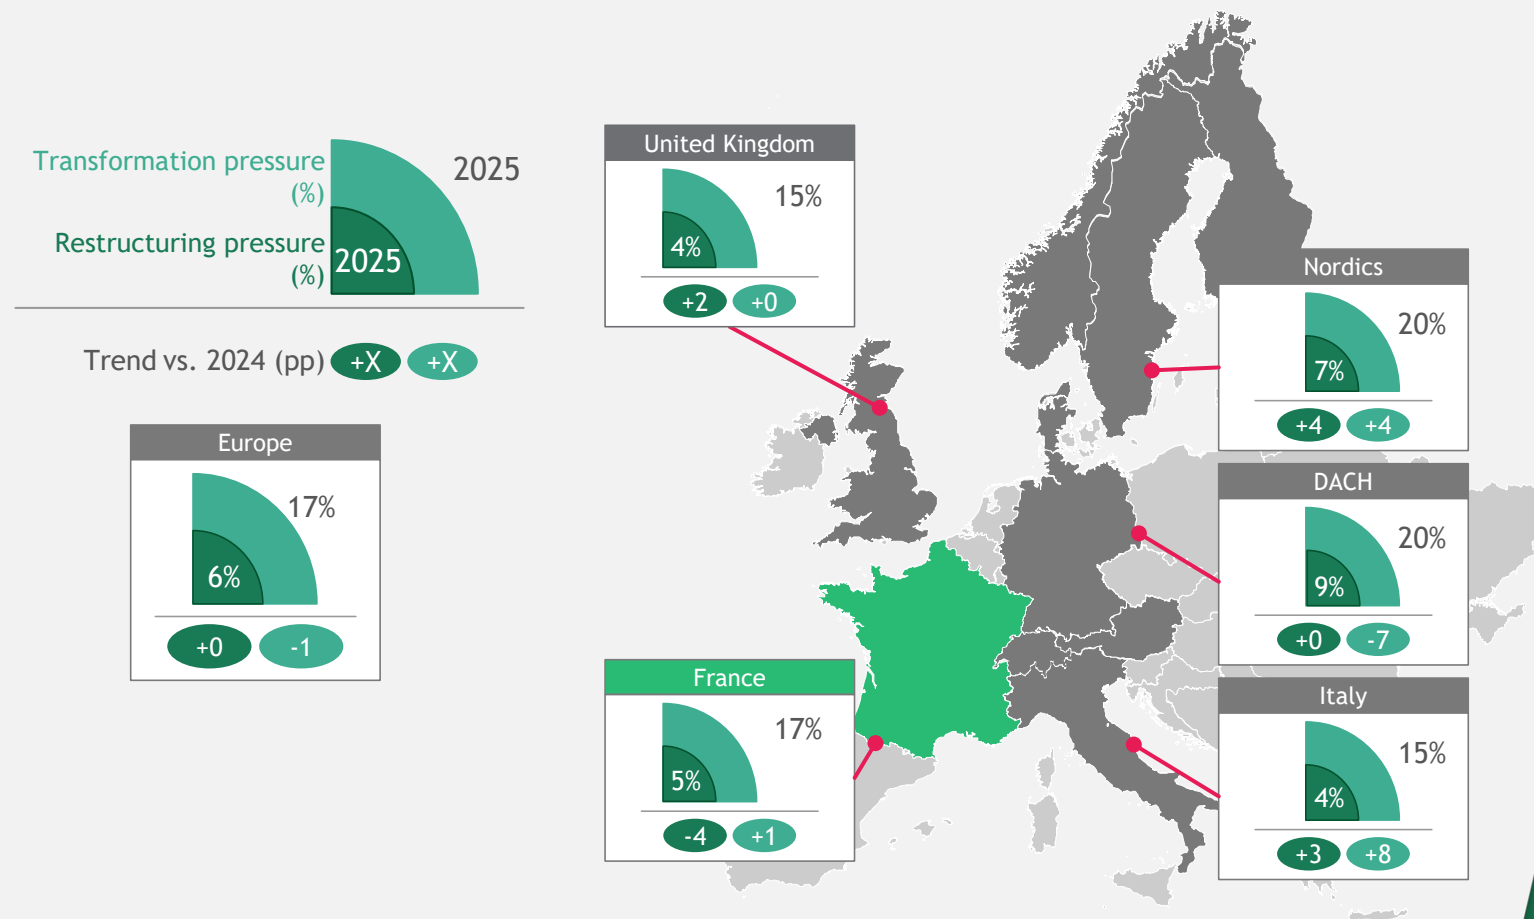 Transformation pressure
(%)
2025
Restructuring pressure
(%)
2025
Trend vs. 2024 (pp)
+X
+X
Europe
17%
6%
+0
-1
United Kingdom
15%
4%
+2
+0
France
17%
5%
-4
+1
Nordics
20%
7%
+4
+4
DACH
20%
9%
+0
-7
Italy
15%
4%
+3
+8